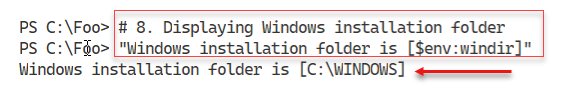 PS C:\Foo> # 8. Displaying Windows installation folder
PS C:\Foo> "Windows installation folder is [$env:windir]"
Windows installation folder is [C:\WINDOWS]